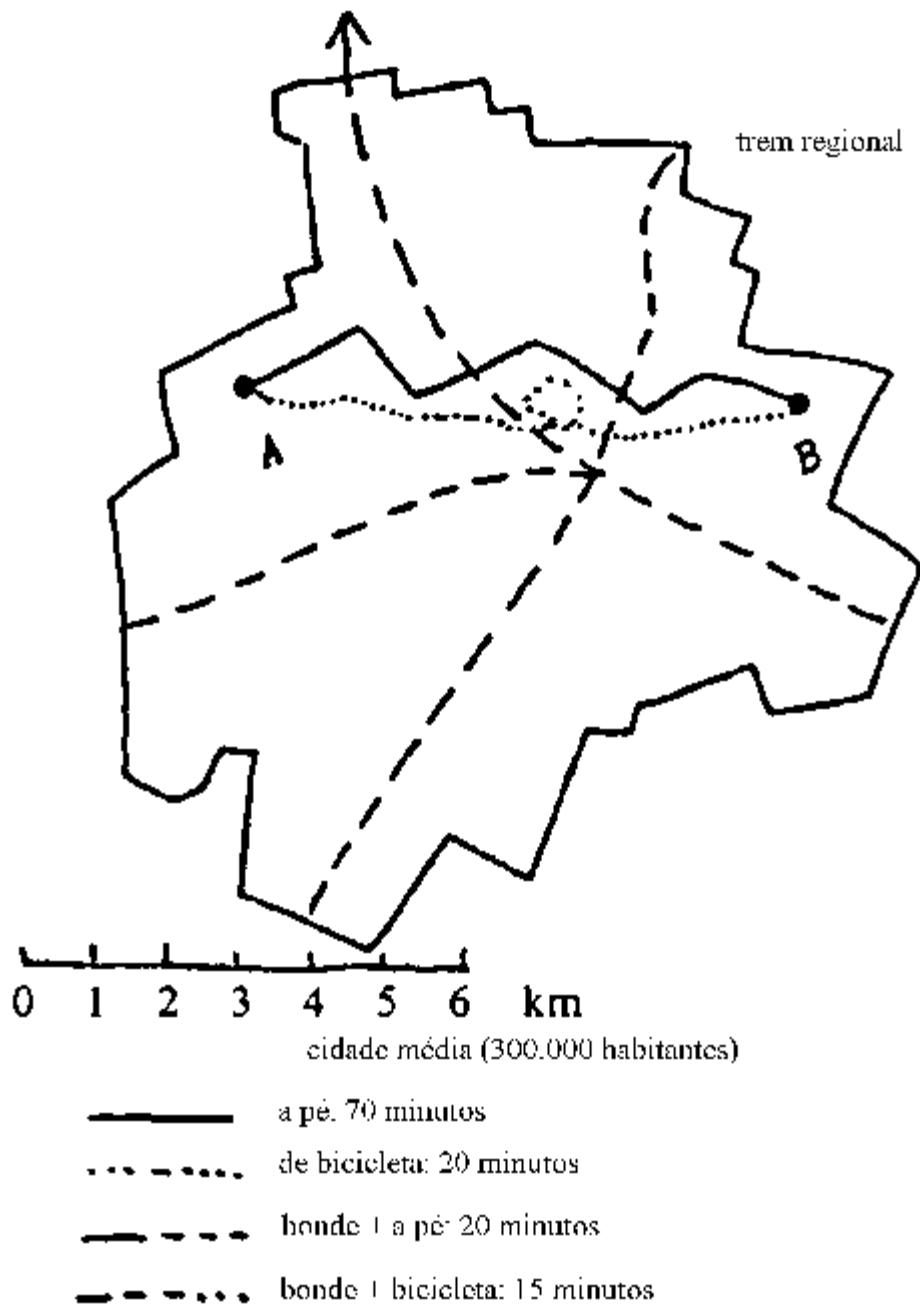 trem regional
A
B
0 1 2 3 4 5 6 km
cidade média (300.000 habitantes)
a pé: 70 minutos
de bicicleta: 20 minutos
bonde + a pé: 20 minutos
bonde + bicicleta: 15 minutos